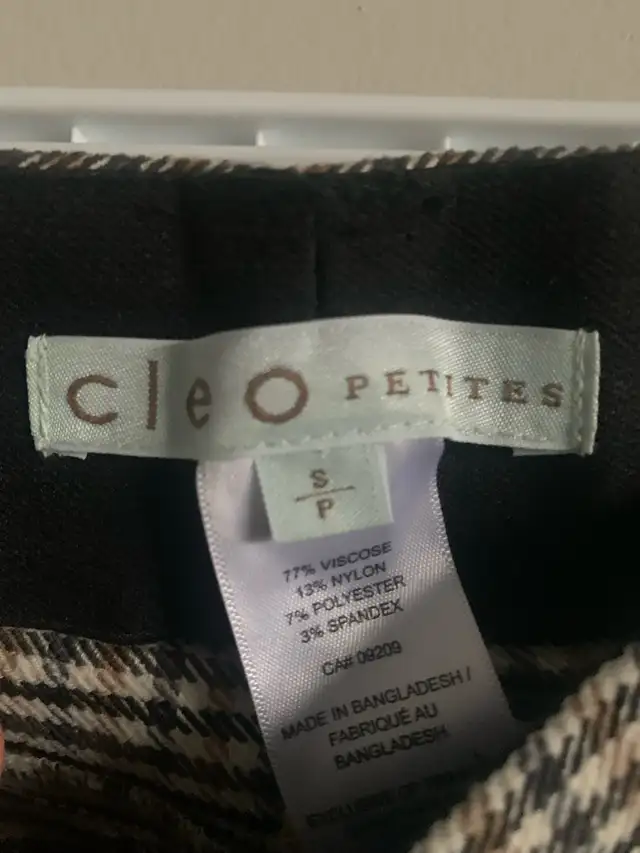 cleo PETITES
S
P
77% VISCOSE
13% NYLON
7% POLYESTER
3% SPANDEX
CA# 09209
MADE IN BANGLADESH /
FABRIQUÉ AU
BANGLADESH